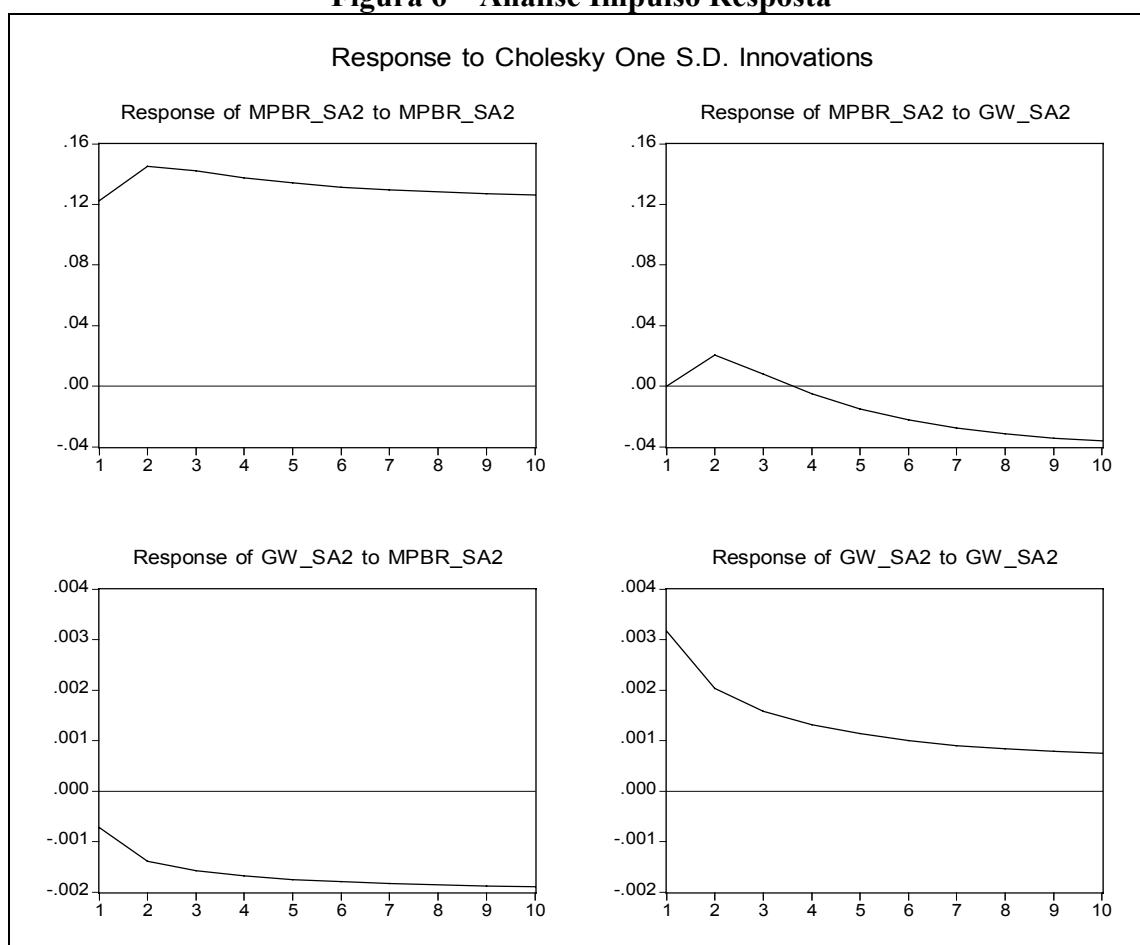 Figura 6 – Análise Impulso Resposta
Response to Cholesky One S.D. Innovations
Response of MPBR_SA2 to MPBR_SA2
.16
.12
.08
.04
.00
-.04
1 2 3 4 5 6 7 8 9 10
Response of MPBR_SA2 to GW_SA2
.16
.12
.08
.04
.00
-.04
1 2 3 4 5 6 7 8 9 10
Response of GW_SA2 to MPBR_SA2
.004
.003
.002
.001
.000
-.001
-.002
1 2 3 4 5 6 7 8 9 10
Response of GW_SA2 to GW_SA2
.004
.003
.002
.001
.000
-.001
-.002
1 2 3 4 5 6 7 8 9 10